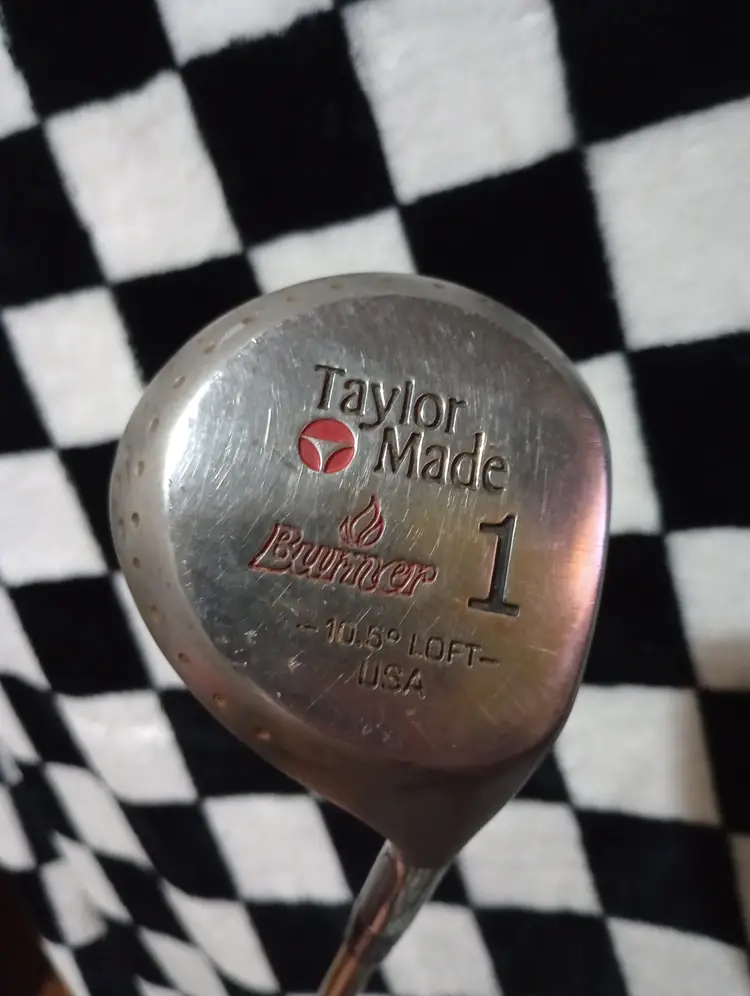 Taylor
Made
Burner
1
- 10.5° LOFT-
USA